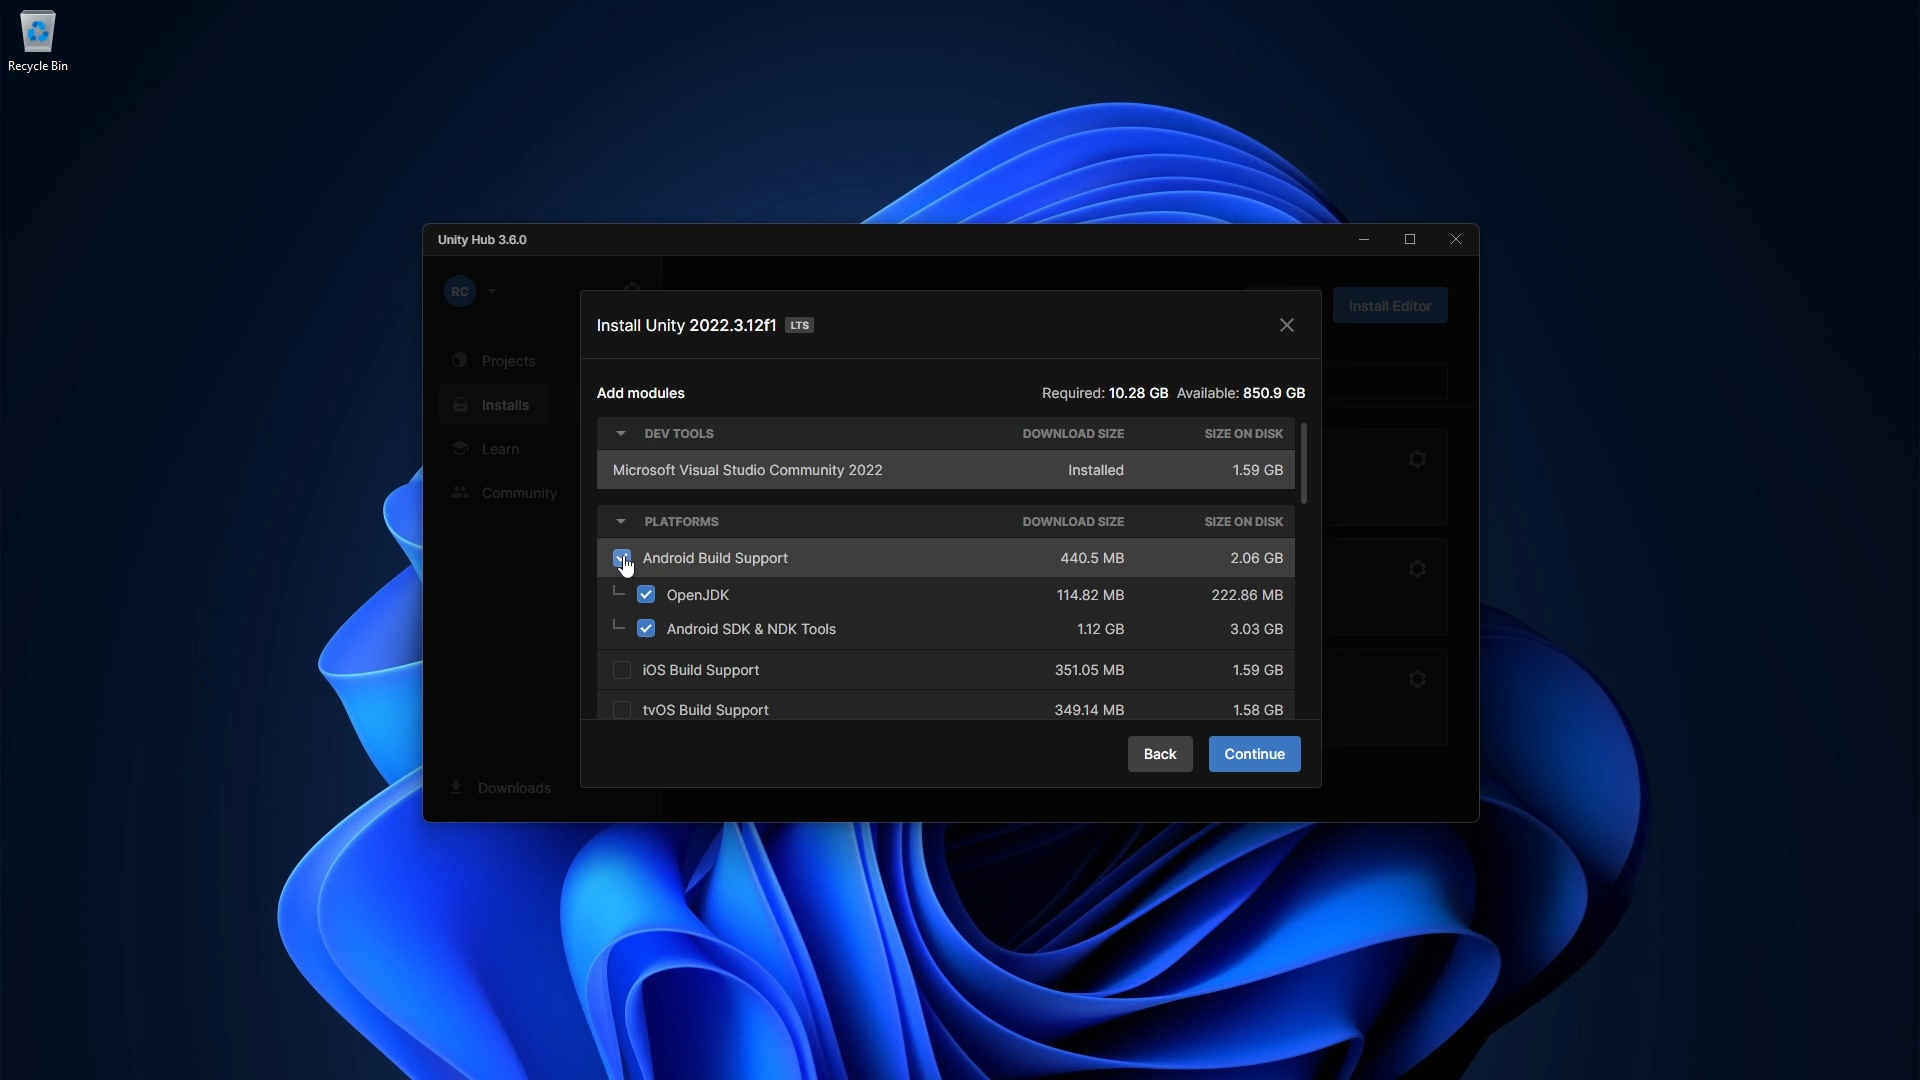 Recycle Bin
Unity Hub 3.6.0
RC
Install Editor
Projects
Installs
Learn
Community
Downloads
Install Unity 2022.3.12f1 LTS
Add modules Required: 10.28 GB Available: 850.9 GB
DEV TOOLS DOWNLOAD SIZE SIZE ON DISK
Microsoft Visual Studio Community 2022 Installed 1.59 GB
PLATFORMS DOWNLOAD SIZE SIZE ON DISK
Android Build Support 440.5 MB 2.06 GB
OpenJDK 114.82 MB 222.86 MB
Android SDK & NDK Tools 1.12 GB 3.03 GB
iOS Build Support 351.05 MB 1.59 GB
tvOS Build Support 349.14 MB 1.58 GB
Back Continue